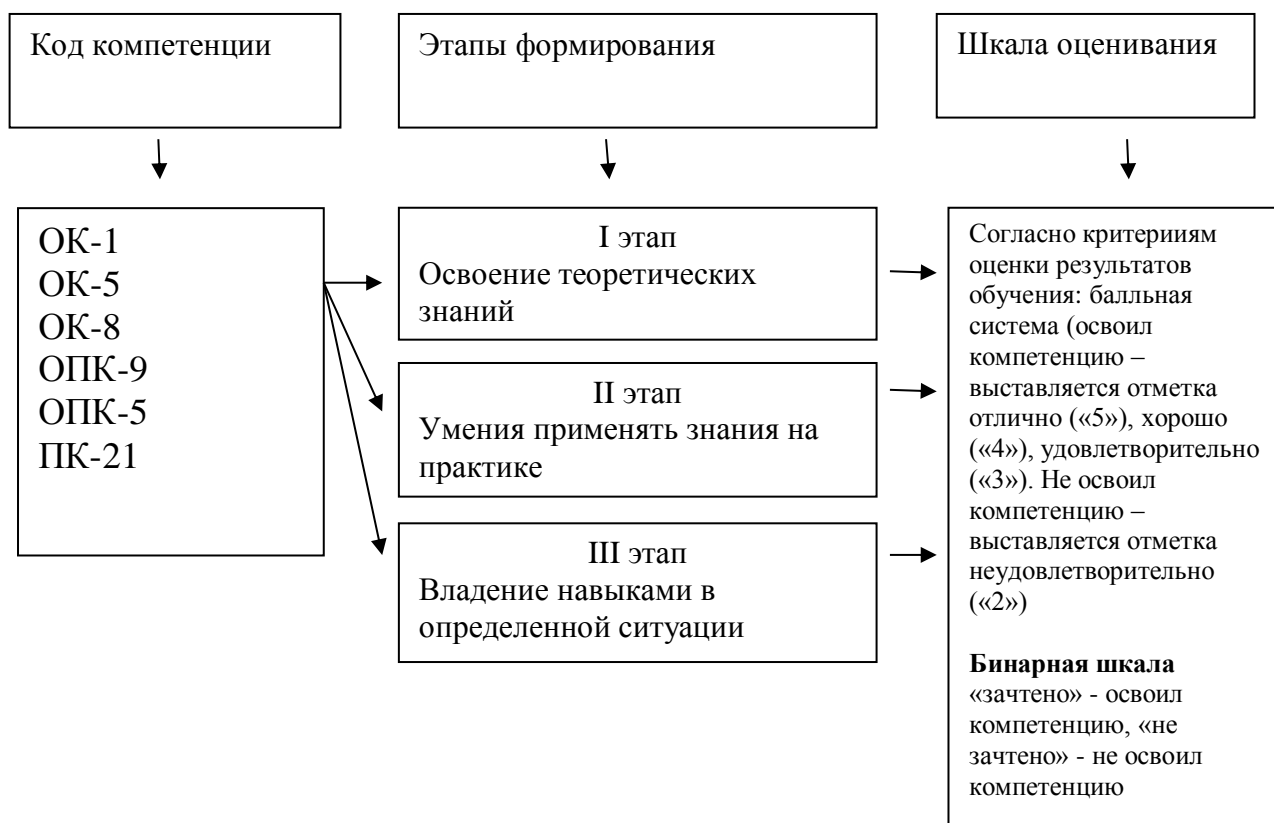 Код компетенции
Этапы формирования
Шкала оценивания
ОК-1
ОК-5
ОК-8
ОПК-9
ОПК-5
ПК-21
I этап
Освоение теоретических
знаний
II этап
Умения применять знания на
практике
III этап
Владение навыками в
определенной ситуации
Согласно критерииям
оценки результатов
обучения: балльная
система (освоил
компетенцию –
выставляется отметка
отлично («5»), хорошо
(«4»), удовлетворительно
(«3»). Не освоил
компетенцию –
выставляется отметка
неудовлетворительно
(«2»)
Бинарная шкала
«зачтено» - освоил
компетенцию, «не
зачтено» - не освоил
компетенцию